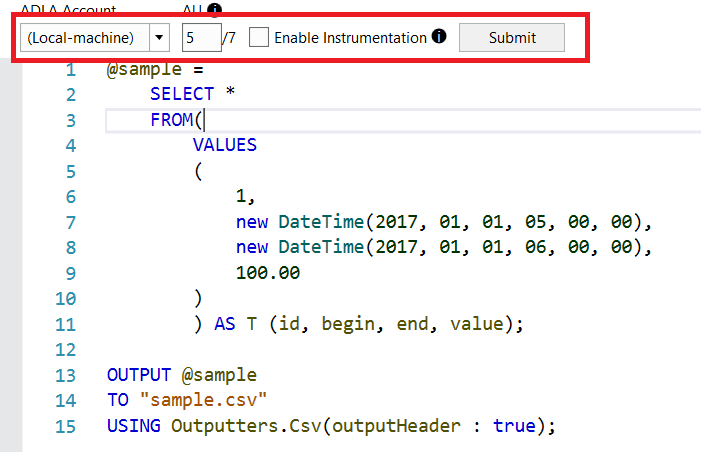 ADLA Account AU
(Local-machine) 5 /7 Enable Instrumentation Submit
1 @sample =
2 SELECT *
3 FROM(
4 VALUES
5 (
6 1,
7 new DateTime(2017, 01, 01, 05, 00, 00),
8 new DateTime(2017, 01, 01, 06, 00, 00),
9 100.00
10 )
11 ) AS T (id, begin, end, value);
12
13 OUTPUT @sample
14 TO "sample.csv"
15 USING Outputters.Csv(outputHeader : true);